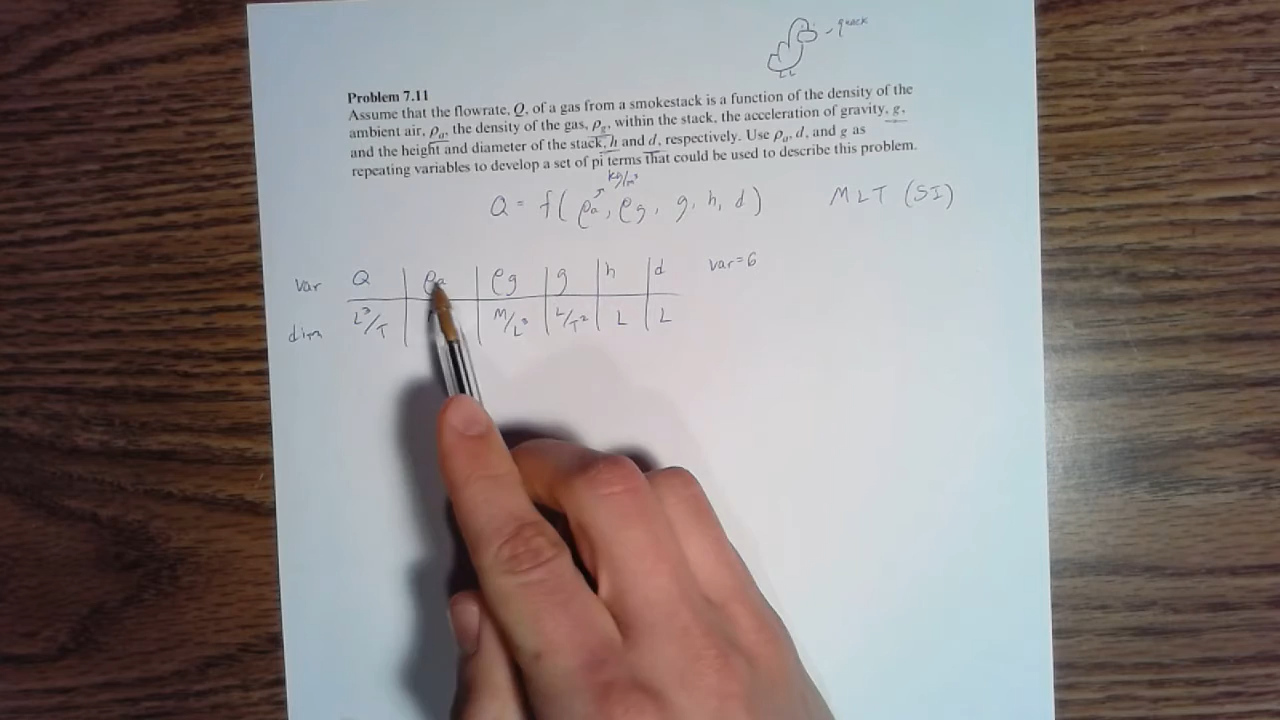 - quack
Problem 7.11
Assume that the flowrate, Q, of a gas from a smokestack is a function of the density of the
ambient air, ρa, the density of the gas, ρg, within the stack, the acceleration of gravity, g,
and the height and diameter of the stack, h and d, respectively. Use ρa, d, and g as
repeating variables to develop a set of pi terms that could be used to describe this problem.
kg/m³
Q = f( ρa, ρg, g, h, d ) MLT (SI)
var Q ρa ρg g h d var=6
dim L³/T M/L³ L/T² L L